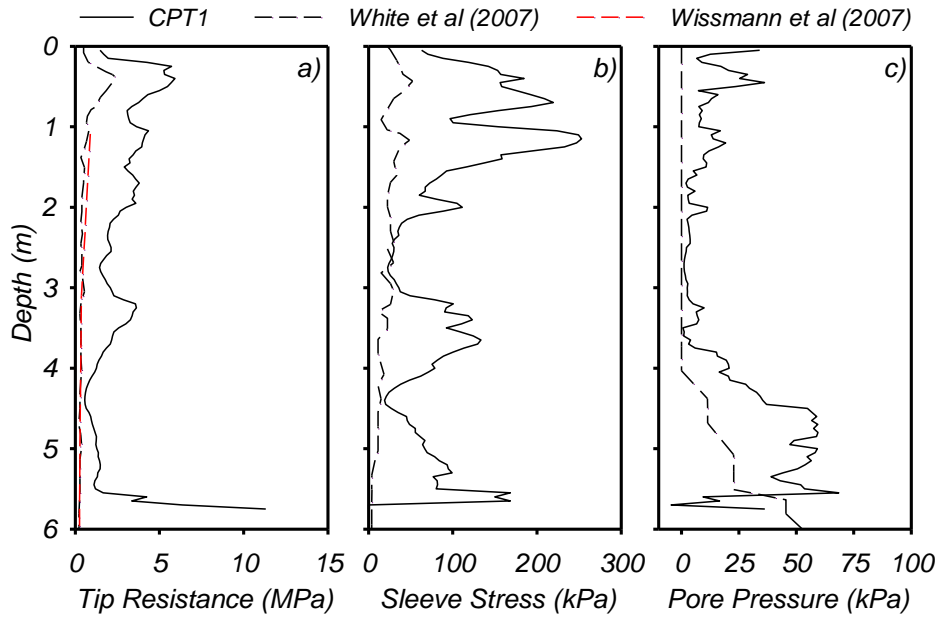 CPT1 White et al (2007) Wissmann et al (2007)
0
1
2
3
4
5
6
Depth (m)
a)
b)
c)
0 5 10 15
0 100 200 300
0 25 50 75 100
Tip Resistance (MPa)
Sleeve Stress (kPa)
Pore Pressure (kPa)